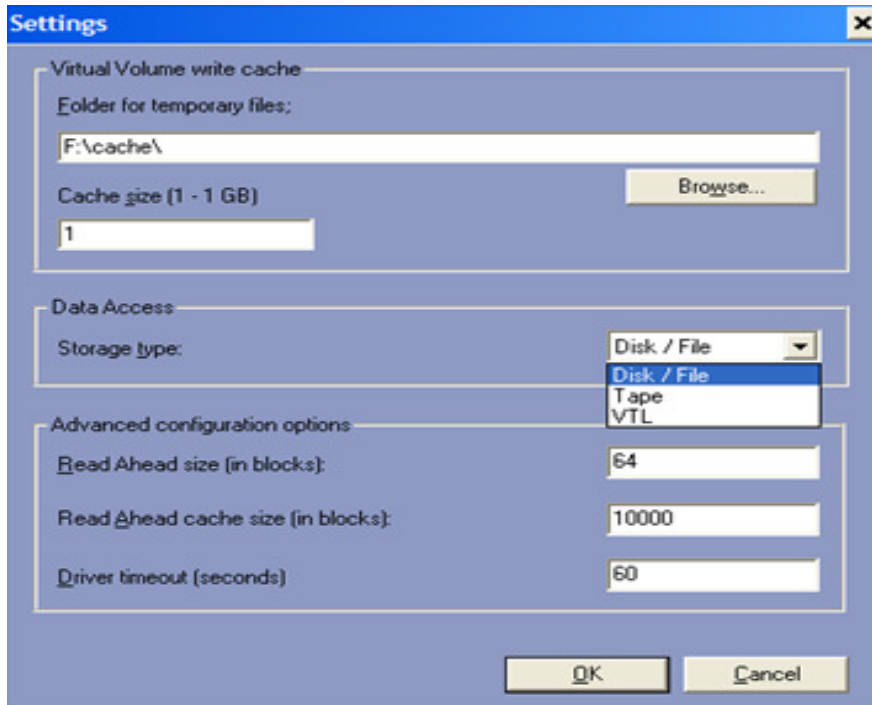 Settings
Virtual Volume write cache
Folder for temporary files;
F:\cache\
Browse...
Cache size (1 - 1 GB)
1
Data Access
Storage type:
Disk / File
Disk / File
Tape
VTL
Advanced configuration options
Read Ahead size (in blocks):
64
Read Ahead cache size (in blocks):
10000
Driver timeout (seconds)
60
OK
Cancel